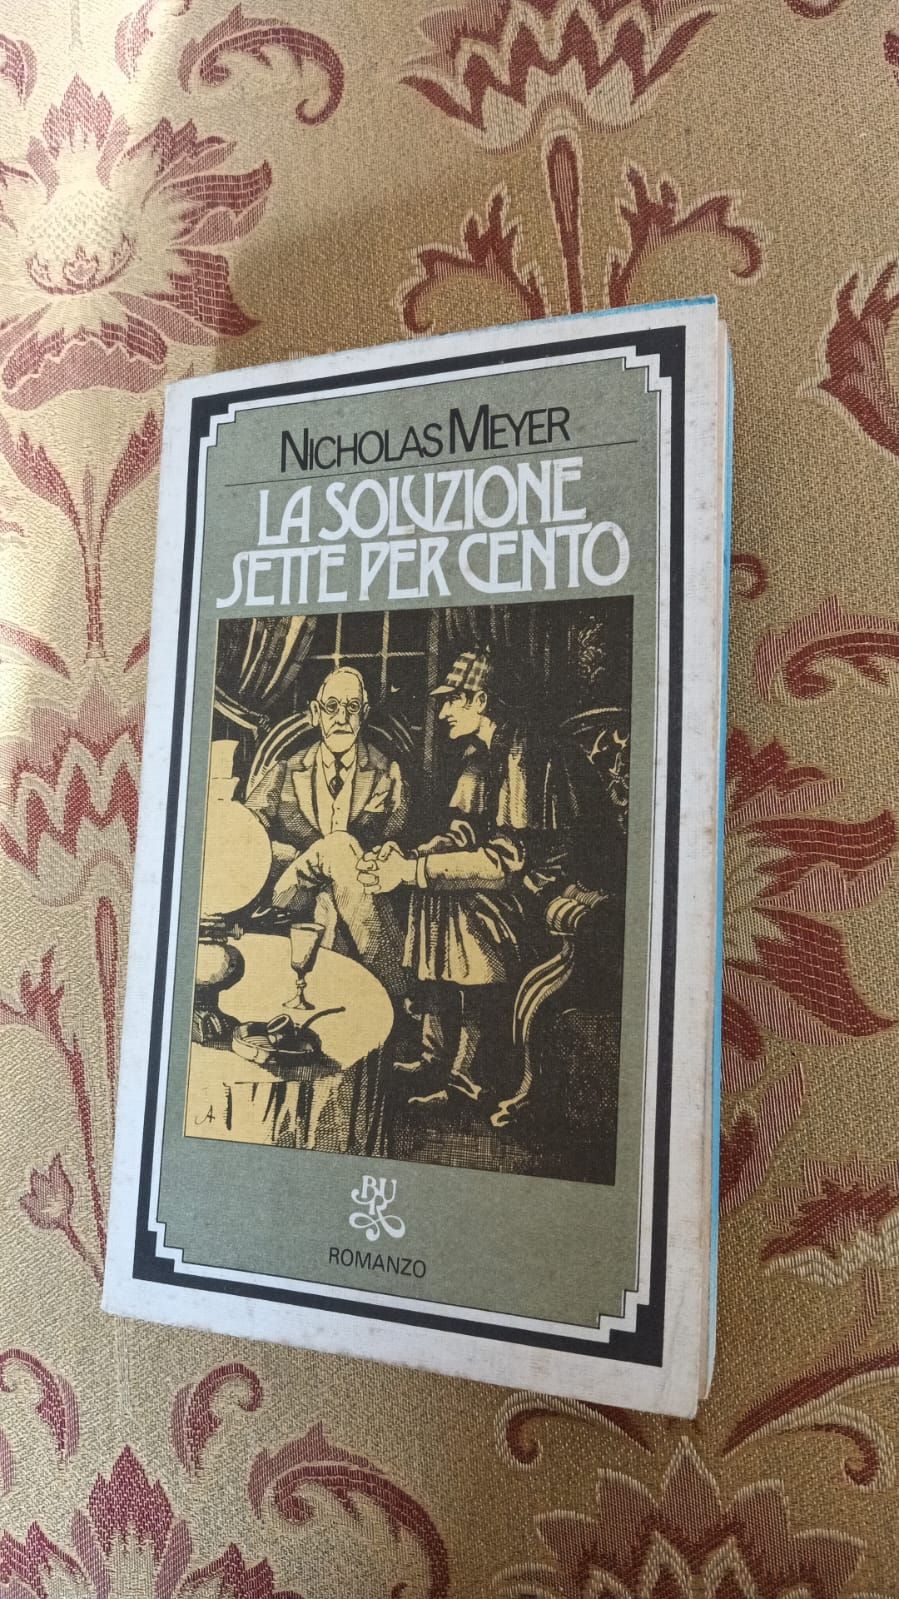 NICHOLAS MEYER
LA SOLUZIONE
SETTE PER CENTO
A
BUR
ROMANZO